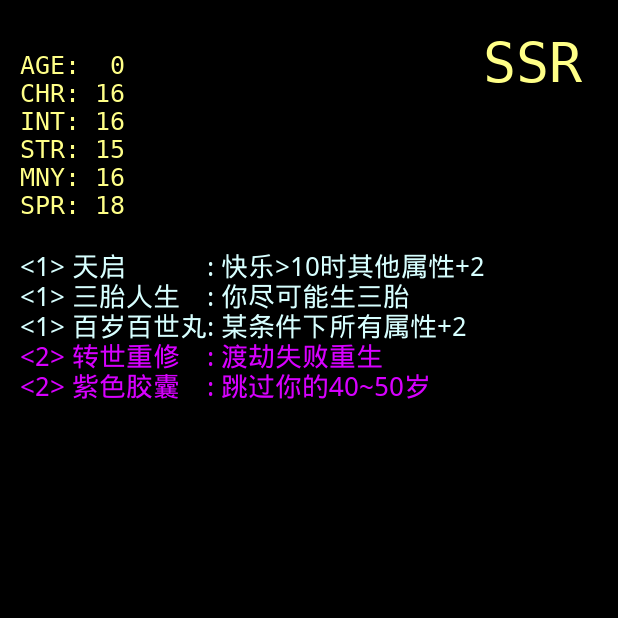 SSR
AGE:  0
CHR: 16
INT: 16
STR: 15
MNY: 16
SPR: 18
<1> 天启 : 快乐>10时其他属性+2
<1> 三胎人生 : 你尽可能生三胎
<1> 百岁百世丸: 某条件下所有属性+2
<2> 转世重修 : 渡劫失败重生
<2> 紫色胶囊 : 跳过你的40~50岁